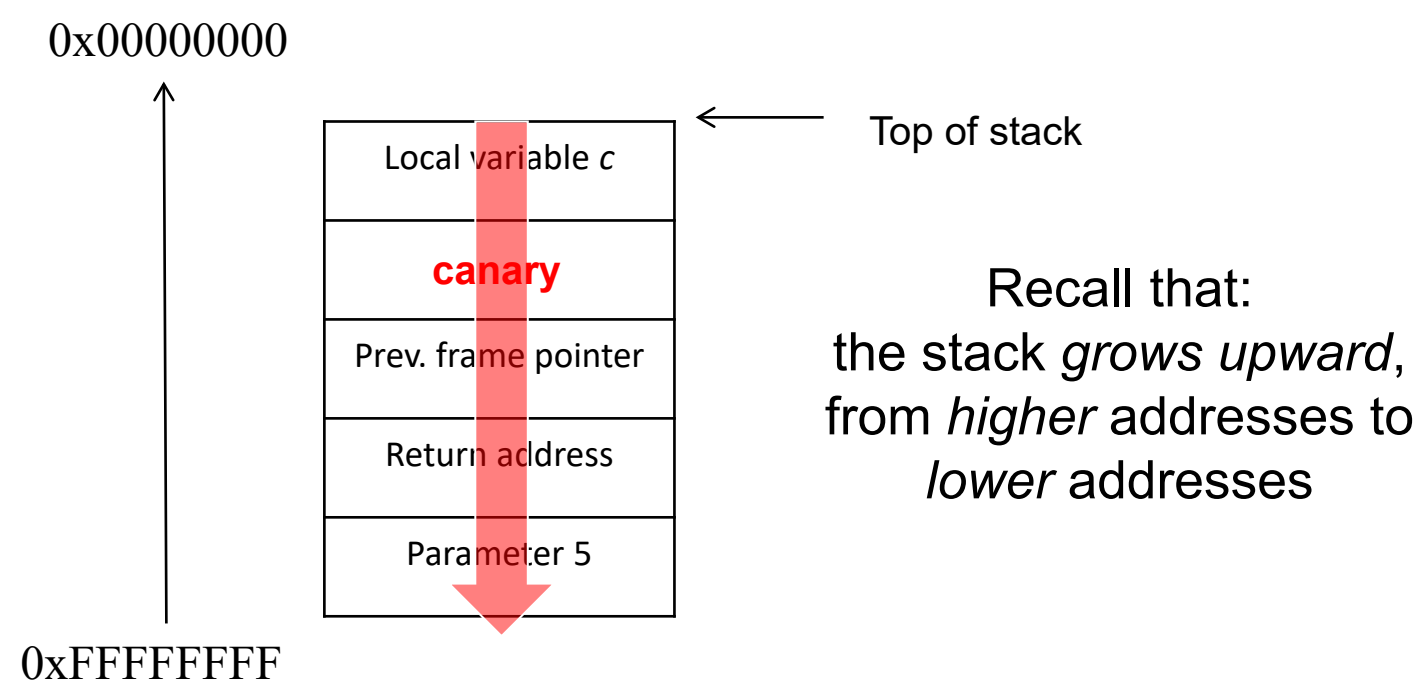 0x00000000
Top of stack
Local variable c
canary
Prev. frame pointer
Return address
Parameter 5
0xFFFFFFFF
Recall that:
the stack grows upward,
from higher addresses to
lower addresses